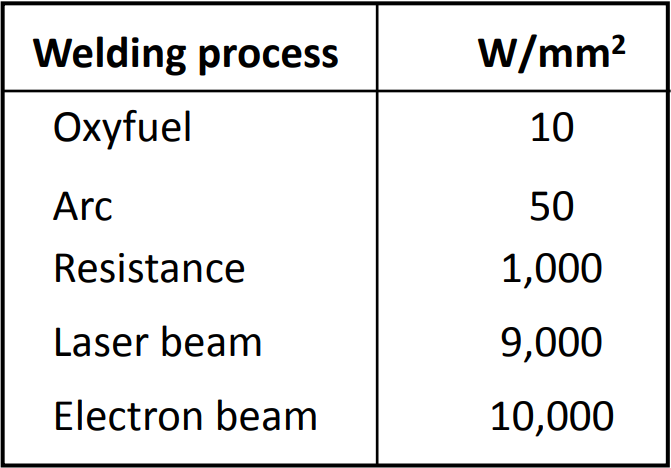 Welding process W/mm²
Oxyfuel 10
Arc 50
Resistance 1,000
Laser beam 9,000
Electron beam 10,000